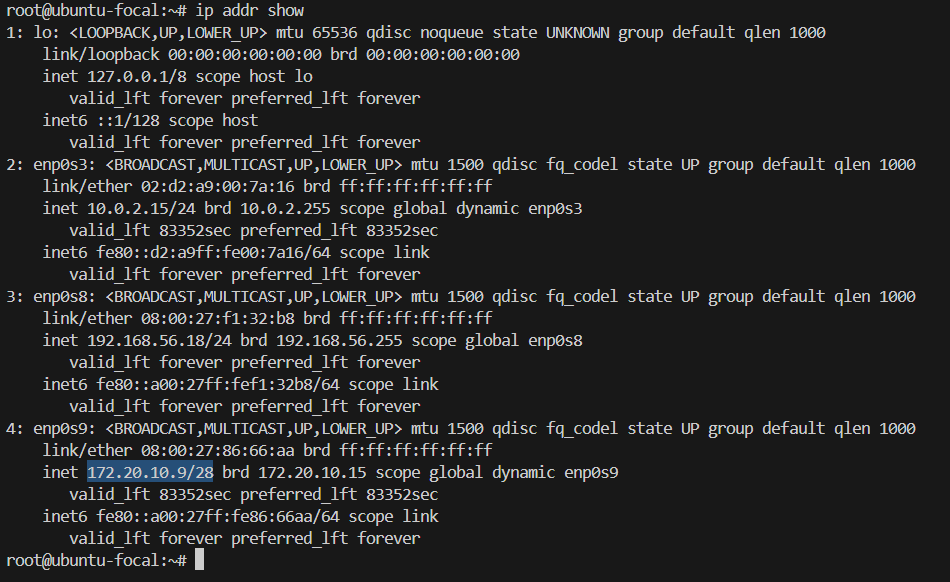 root@ubuntu-focal:~# ip addr show
1: lo: <LOOPBACK,UP,LOWER_UP> mtu 65536 qdisc noqueue state UNKNOWN group default qlen 1000
    link/loopback 00:00:00:00:00:00 brd 00:00:00:00:00:00
    inet 127.0.0.1/8 scope host lo
       valid_lft forever preferred_lft forever
    inet6 ::1/128 scope host
       valid_lft forever preferred_lft forever
2: enp0s3: <BROADCAST,MULTICAST,UP,LOWER_UP> mtu 1500 qdisc fq_codel state UP group default qlen 1000
    link/ether 02:d2:a9:00:7a:16 brd ff:ff:ff:ff:ff:ff
    inet 10.0.2.15/24 brd 10.0.2.255 scope global dynamic enp0s3
       valid_lft 83352sec preferred_lft 83352sec
    inet6 fe80::d2:a9ff:fe00:7a16/64 scope link
       valid_lft forever preferred_lft forever
3: enp0s8: <BROADCAST,MULTICAST,UP,LOWER_UP> mtu 1500 qdisc fq_codel state UP group default qlen 1000
    link/ether 08:00:27:f1:32:b8 brd ff:ff:ff:ff:ff:ff
    inet 192.168.56.18/24 brd 192.168.56.255 scope global enp0s8
       valid_lft forever preferred_lft forever
    inet6 fe80::a00:27ff:fef1:32b8/64 scope link
       valid_lft forever preferred_lft forever
4: enp0s9: <BROADCAST,MULTICAST,UP,LOWER_UP> mtu 1500 qdisc fq_codel state UP group default qlen 1000
    link/ether 08:00:27:86:66:aa brd ff:ff:ff:ff:ff:ff
    inet 172.20.10.9/28 brd 172.20.10.15 scope global dynamic enp0s9
       valid_lft 83352sec preferred_lft 83352sec
    inet6 fe80::a00:27ff:fe86:66aa/64 scope link
       valid_lft forever preferred_lft forever
root@ubuntu-focal:~#